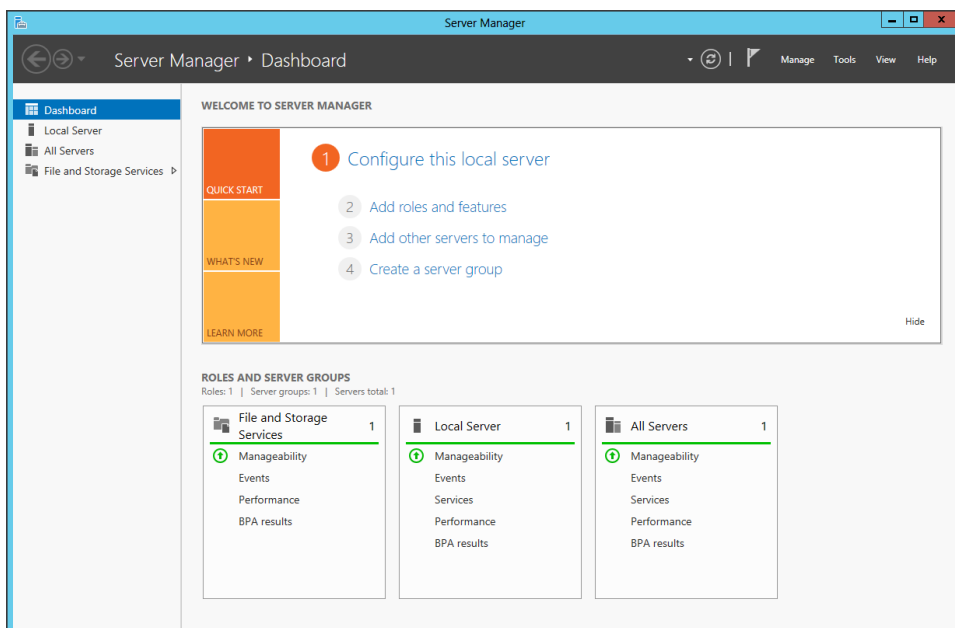 Server Manager
Server Manager ‣ Dashboard
Manage Tools View Help
Dashboard
Local Server
All Servers
File and Storage Services
WELCOME TO SERVER MANAGER
QUICK START
WHAT'S NEW
LEARN MORE
1 Configure this local server
2 Add roles and features
3 Add other servers to manage
4 Create a server group
Hide
ROLES AND SERVER GROUPS
Roles: 1 | Server groups: 1 | Servers total: 1
File and Storage
Services 1
Manageability
Events
Performance
BPA results
Local Server 1
Manageability
Events
Services
Performance
BPA results
All Servers 1
Manageability
Events
Services
Performance
BPA results